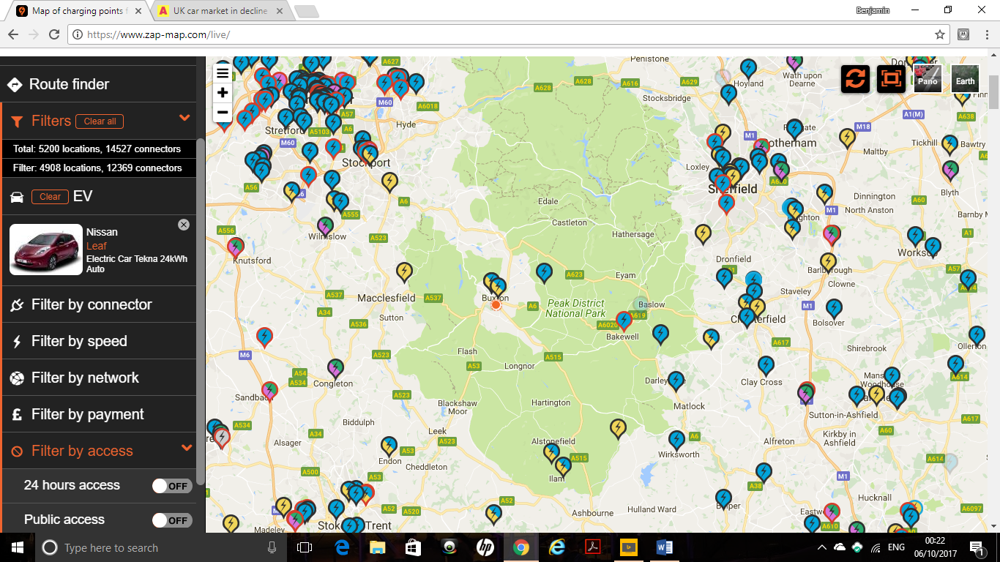 Map of charging points f
UK car market in decline
Benjamin
https://www.zap-map.com/live/
Route finder
Filters
Clear all
Total: 5200 locations, 14527 connectors
Filter: 4908 locations, 12369 connectors
Clear
EV
Nissan
Leaf
Electric Car Tekna 24kWh
Auto
Filter by connector
Filter by speed
Filter by network
£ Filter by payment
Filter by access
24 hours access
OFF
Public access
OFF
+
−
Pano
Earth
A627
A628
A628
A616
A629
Penistone
Stocksbridge
Hoyland
Wath upon
Dearne
A1(M)
A638
M60
A6018
A57
A6
Hyde
Stretford
A5103
M60
Stockport
M18
Tickhill
Bawtry
M1
Maltby
Loxley
Sheffield
A56
A6
A555
Edale
Castleton
Hathersage
Dinnington
North Anston
A60
Blyth
M1
A1
A556
Wilmslow
A523
Knutsford
Dronfield
Worksop
A57
Barlborough
Clowne
A623
Eyam
Macclesfield
A537
A537
Buxton
A6
Peak District
National Park
Baslow
A619
A6020
Bakewell
Staveley
M1
Chesterfield
Bolsover
A34
A536
Sutton
A617
Shirebrook
Ollerton
M6
A523
Flash
A53
Longnor
A515
A54
A534
Congleton
Sandbach
Clay Cross
A614
Matlock
A523
Blackshaw
Moor
Hartington
Sutton-in-Ashfield
A617
A534
Biddulph
Leek
A523
A34
Alsager
Alstonefield
A515
A6
Wirksworth
Alfreton
Kirkby in
Ashfield
A60
A614
Endon
A53
Cheddleton
A500
Ilam
A38
M1
A53
A52
A520
A52
Ashbourne
Hulland Ward
Belper
Hucknall
A6097
Madeley
Stoke-on-Trent
A610
Type here to search
ENG
00:22
06/10/2017
1